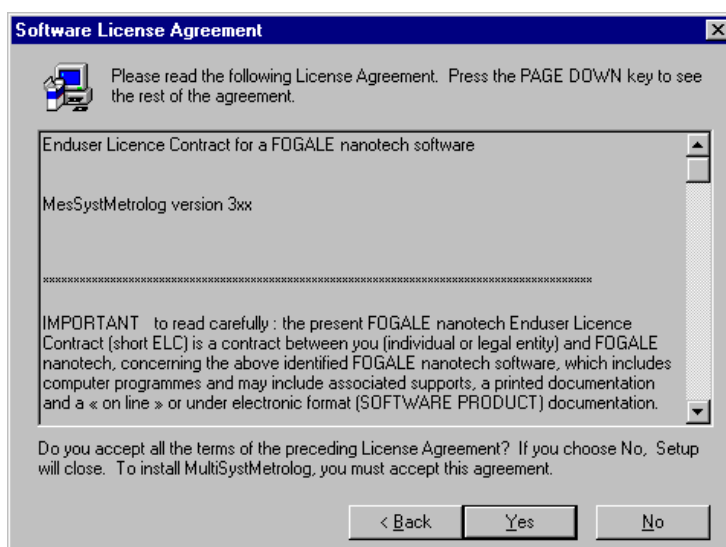 Software License Agreement
Please read the following License Agreement. Press the PAGE DOWN key to see
the rest of the agreement.
Enduser Licence Contract for a FOGALE nanotech software
MesSystMetrolog version 3xx
IMPORTANT to read carefully : the present FOGALE nanotech Enduser Licence
Contract (short ELC) is a contract between you (individual or legal entity) and FOGALE
nanotech, concerning the above identified FOGALE nanotech software, which includes
computer programmes and may include associated supports, a printed documentation
and a « on line » or under electronic format (SOFTWARE PRODUCT) documentation.
Do you accept all the terms of the preceding License Agreement? If you choose No, Setup
will close. To install MultiSystMetrolog, you must accept this agreement.
< Back
Yes
No